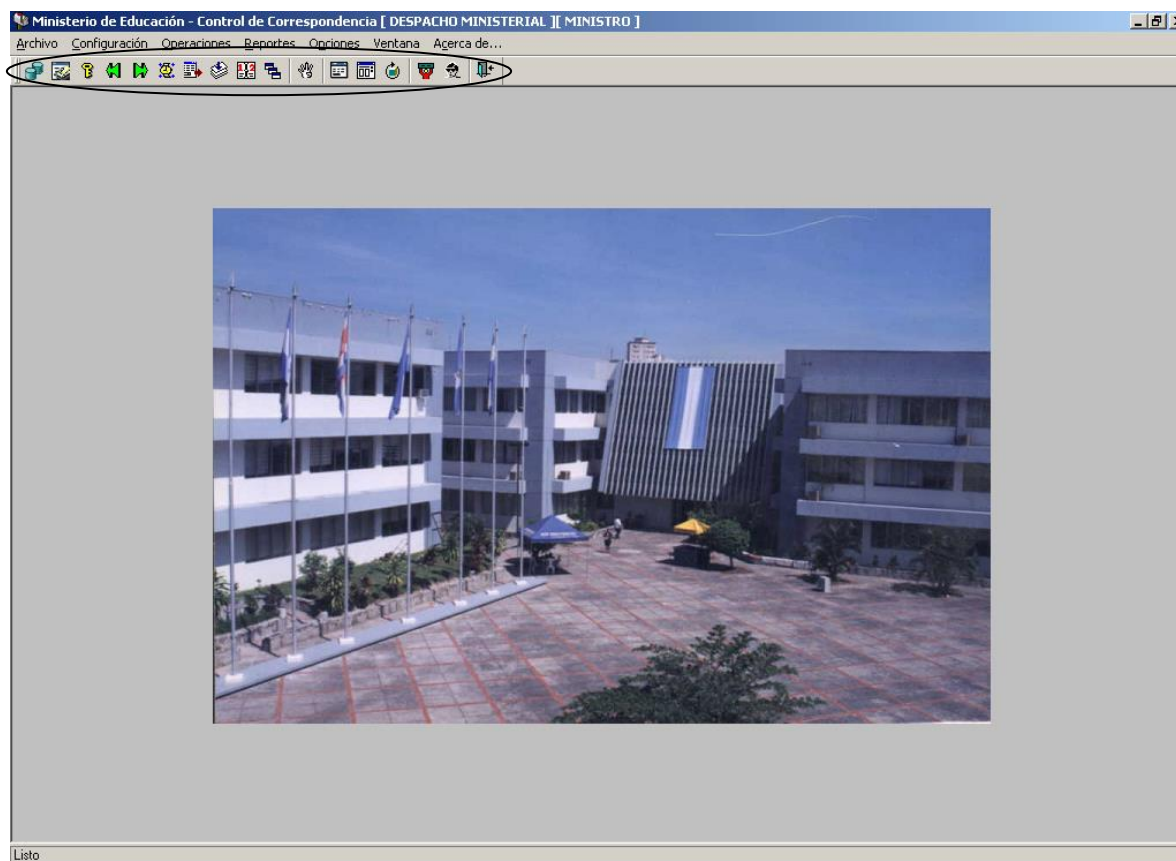 Ministerio de Educación - Control de Correspondencia [ DESPACHO MINISTERIAL ][ MINISTRO ]
Archivo Configuración Operaciones Reportes Opciones Ventana Acerca de...
Listo